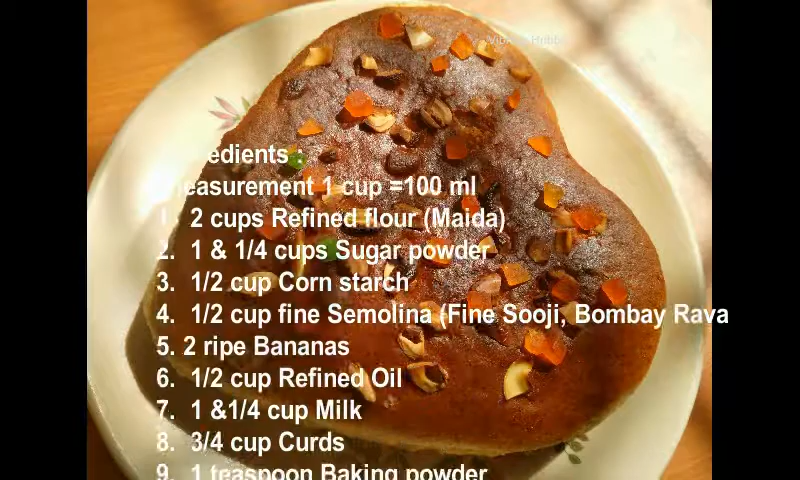 edients :
easurement 1 cup =100 ml
1. 2 cups Refined flour (Maida)
2. 1 & 1/4 cups Sugar powder
3. 1/2 cup Corn starch
4. 1/2 cup fine Semolina (Fine Sooji, Bombay Rava
5. 2 ripe Bananas
6. 1/2 cup Refined Oil
7. 1 &1/4 cup Milk
8. 3/4 cup Curds
9. 1 teaspoon Baking powder